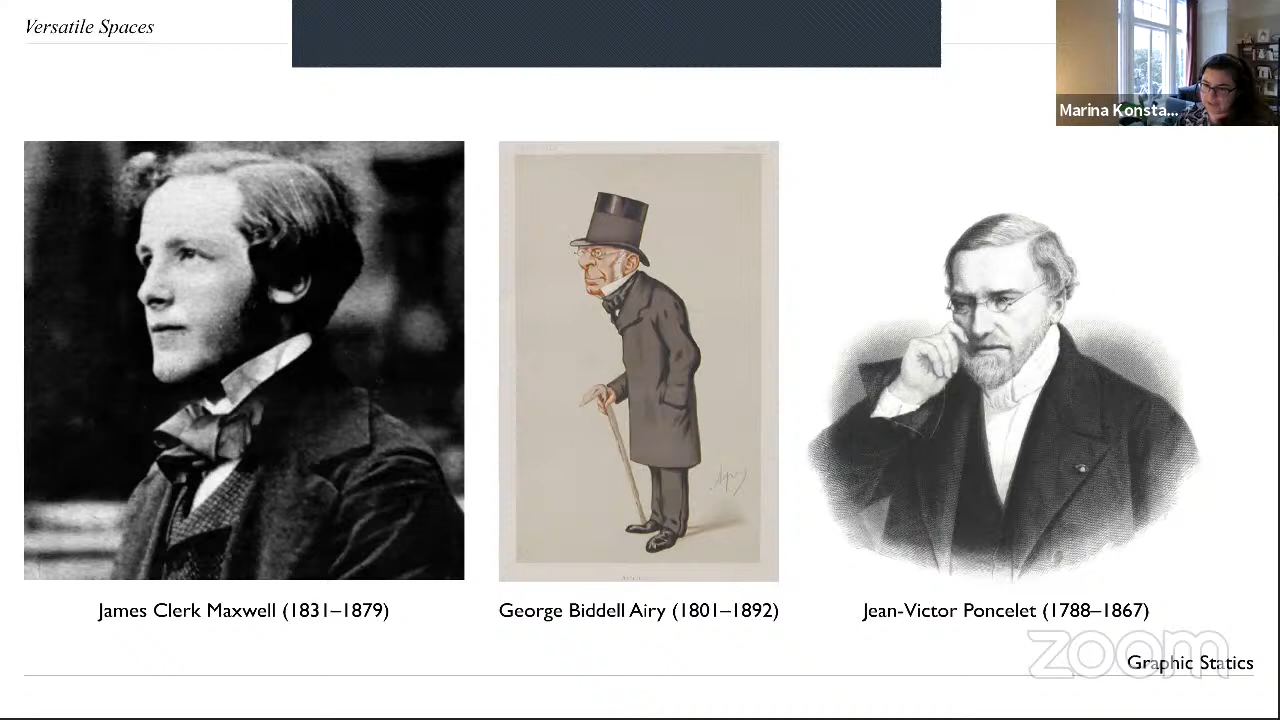 Versatile Spaces
Marina Konsta...
James Clerk Maxwell (1831–1879)
George Biddell Airy (1801–1892)
Jean-Victor Poncelet (1788–1867)
zoom
Graphic Statics